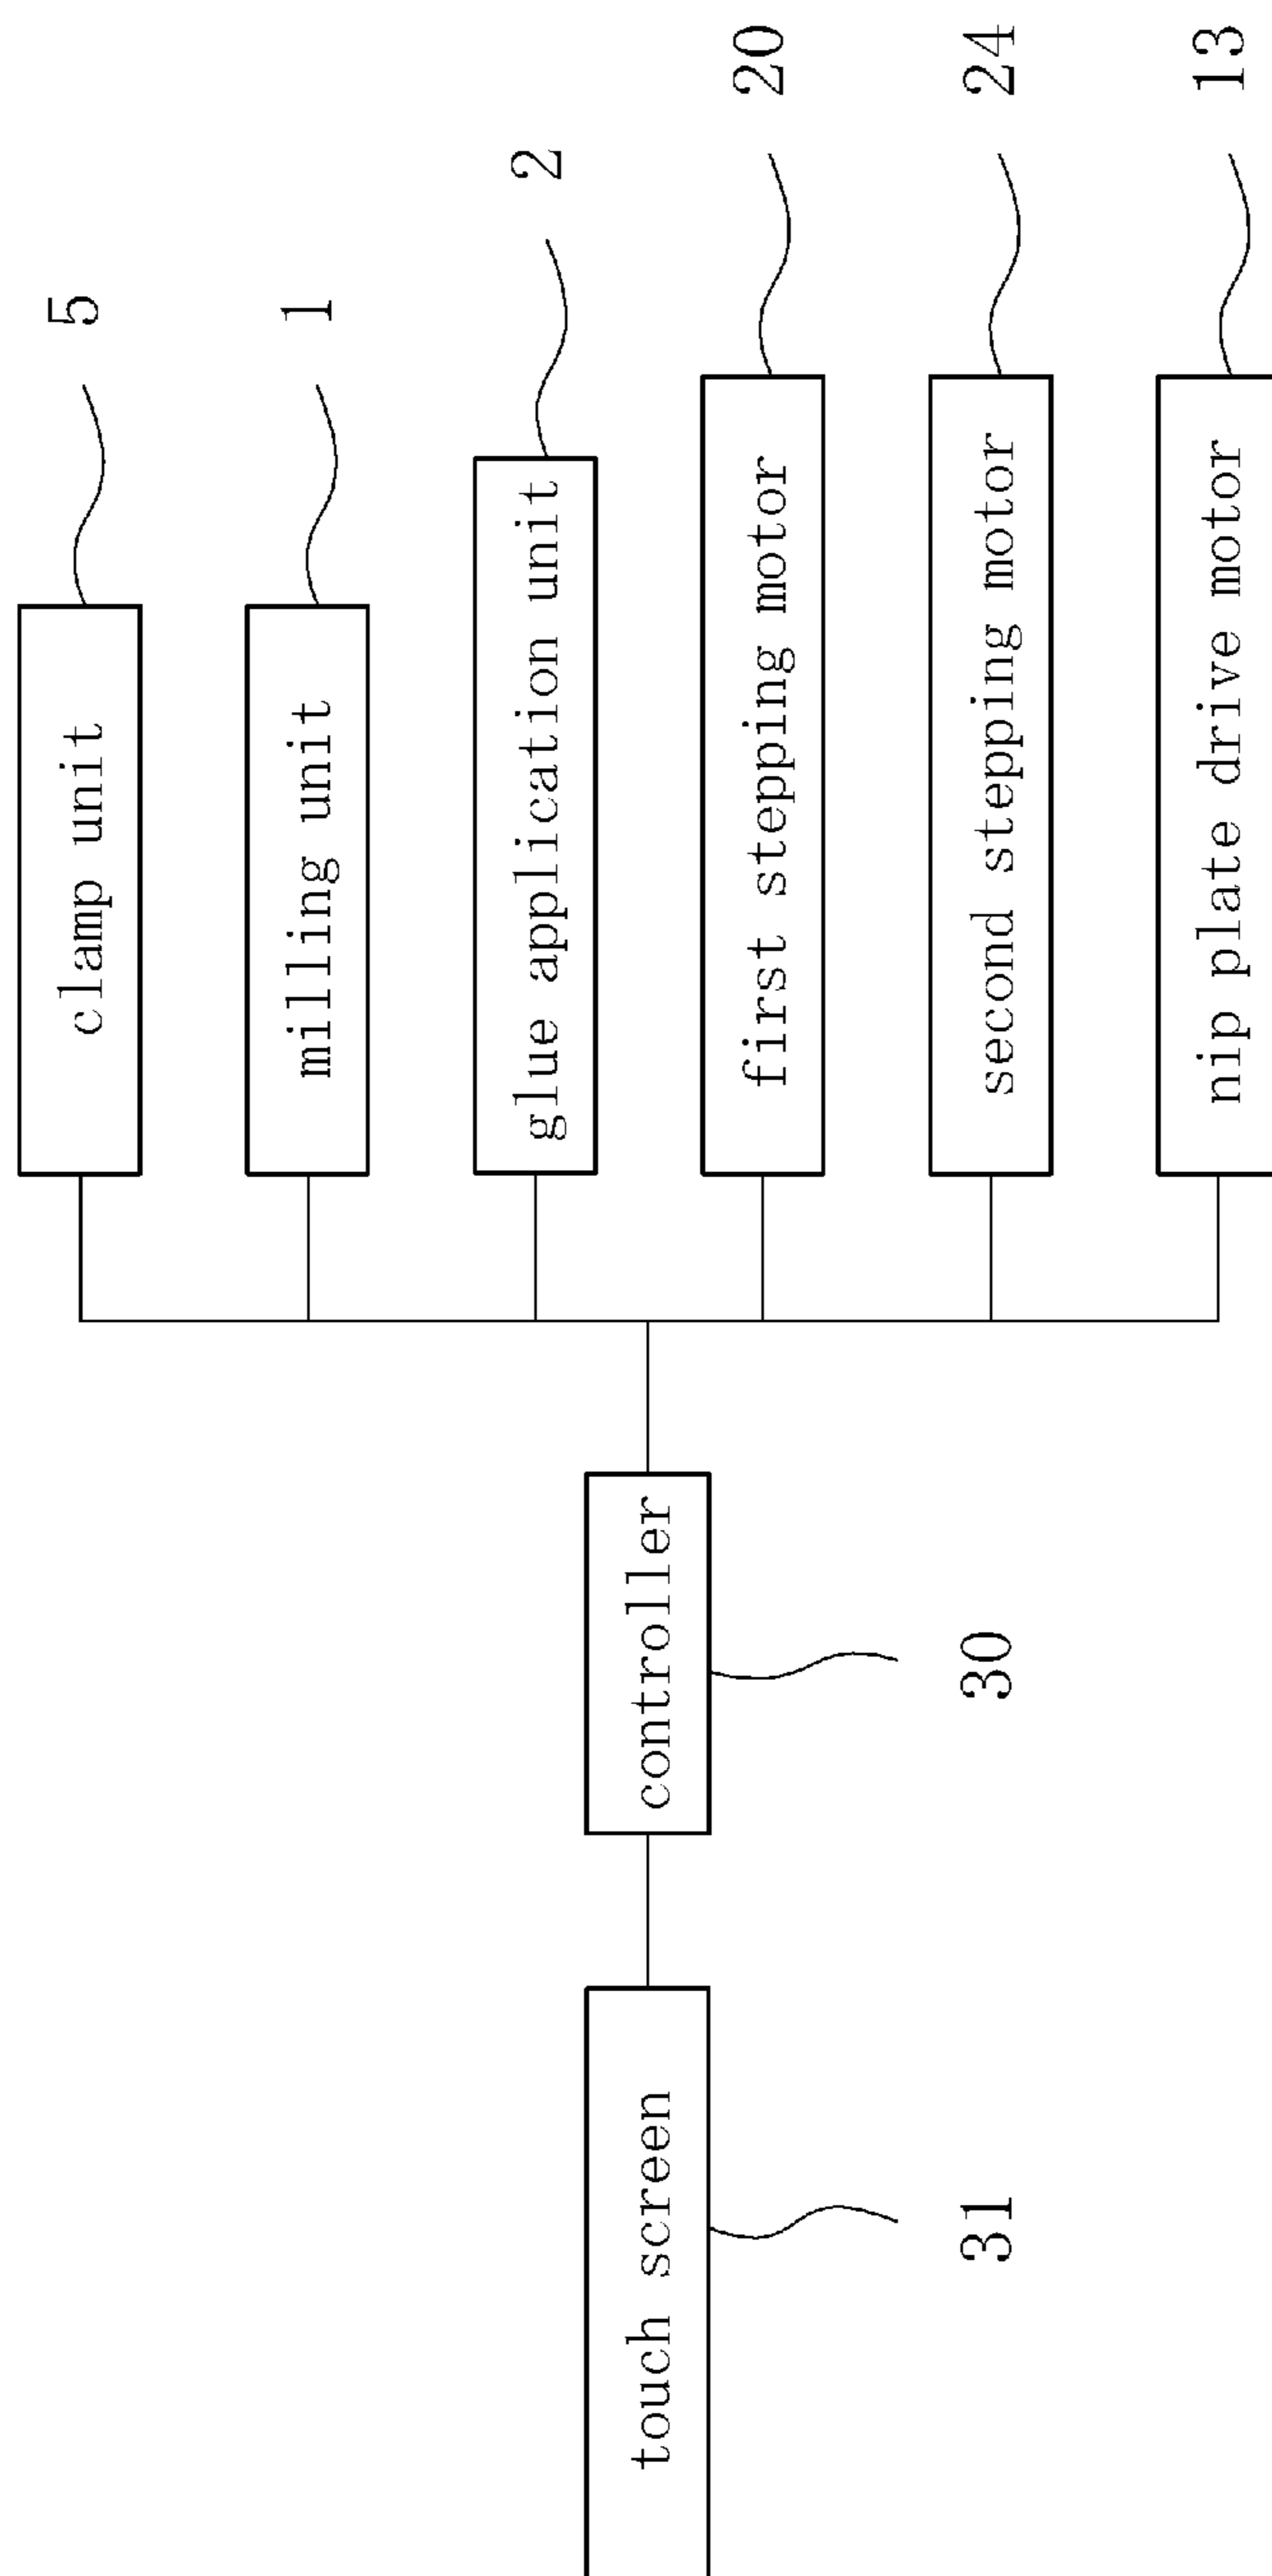 clamp unit
5
milling unit
1
glue application unit
2
first stepping motor
20
second stepping motor
24
nip plate drive motor
13
controller
30
touch screen
31